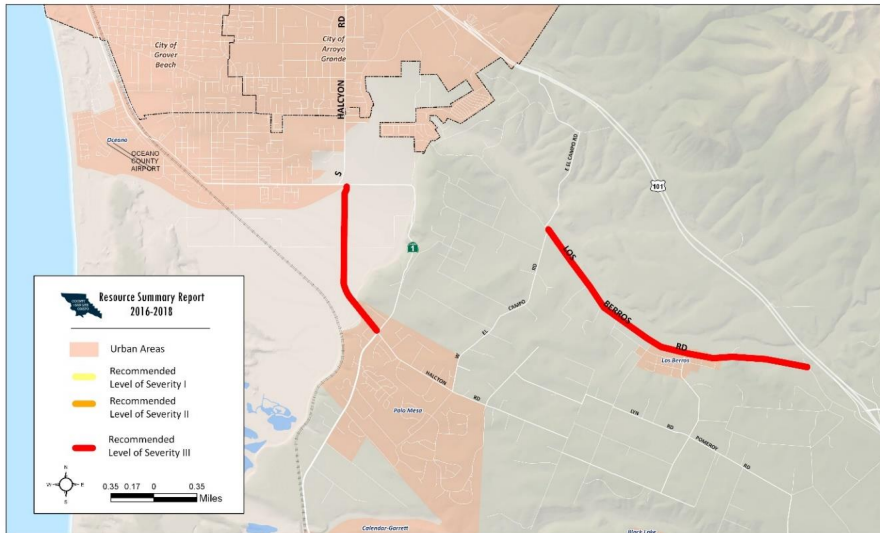 City of
Grover
Beach
City of
Arroyo
Grande
HALCYON
RD
S
Oceano
OCEANO
COUNTY
AIRPORT
E EL CAMPO RD
101
1
LOS
BERROS
RD
Los Berros
EL
CAMPO
RD
HALCYON
RD
Palo Mesa
LYN
RD
POMEROY
RD
Calendar-Garrett
Black Lake
Resource Summary Report
2016-2018
Urban Areas
Recommended
Level of Severity I
Recommended
Level of Severity II
Recommended
Level of Severity III
N
W
E
S
0.35 0.17 0 0.35
Miles